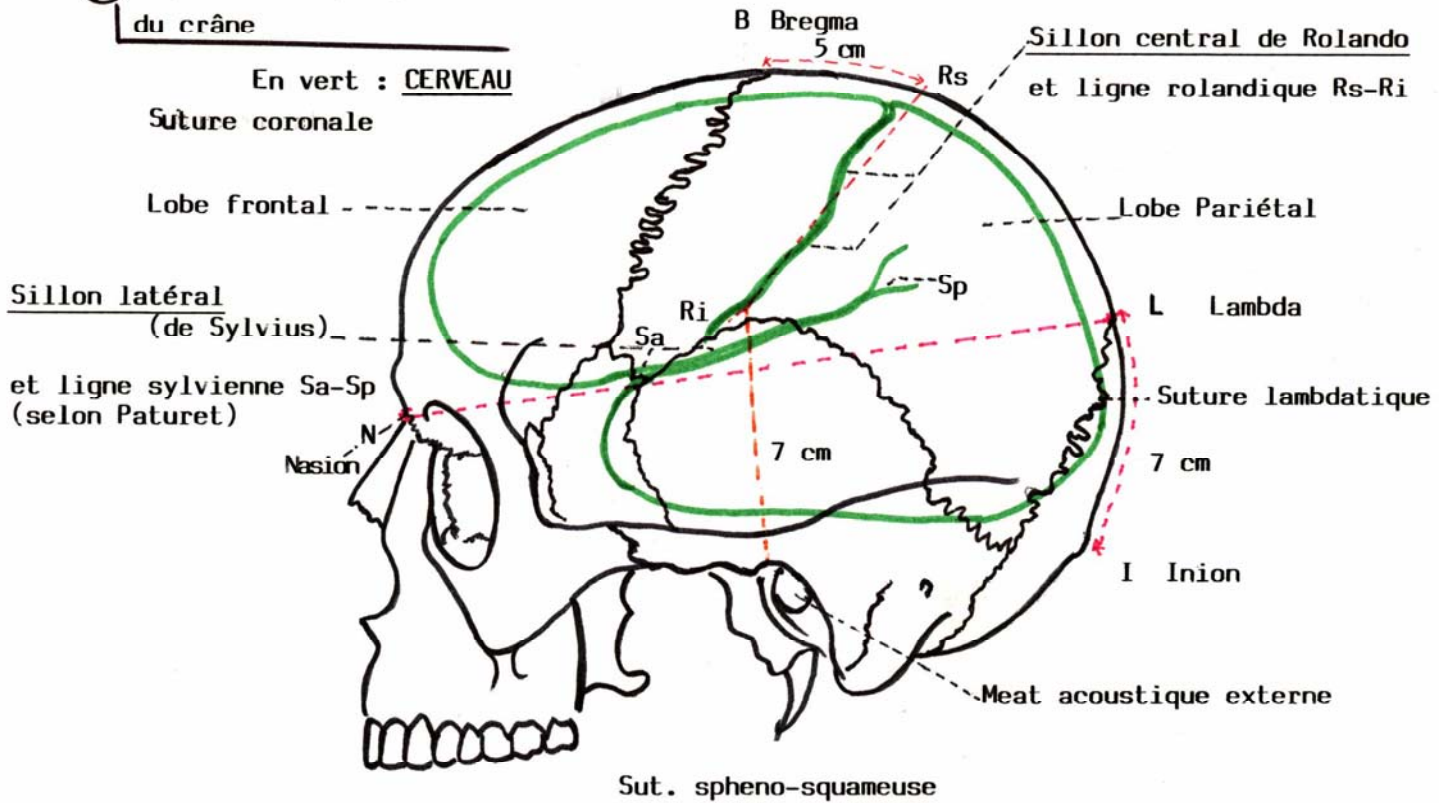 du crâne
B Bregma
5 cm
Rs
Sillon central de Rolando
et ligne rolandique Rs-Ri
En vert : CERVEAU
Suture coronale
Lobe frontal
Lobe Pariétal
Sillon latéral
(de Sylvius)
et ligne sylvienne Sa-Sp
(selon Paturet)
Ri
Sa
Sp
L Lambda
Suture lambdatique
N
Nasion
7 cm
7 cm
I Inion
Meat acoustique externe
Sut. spheno-squameuse